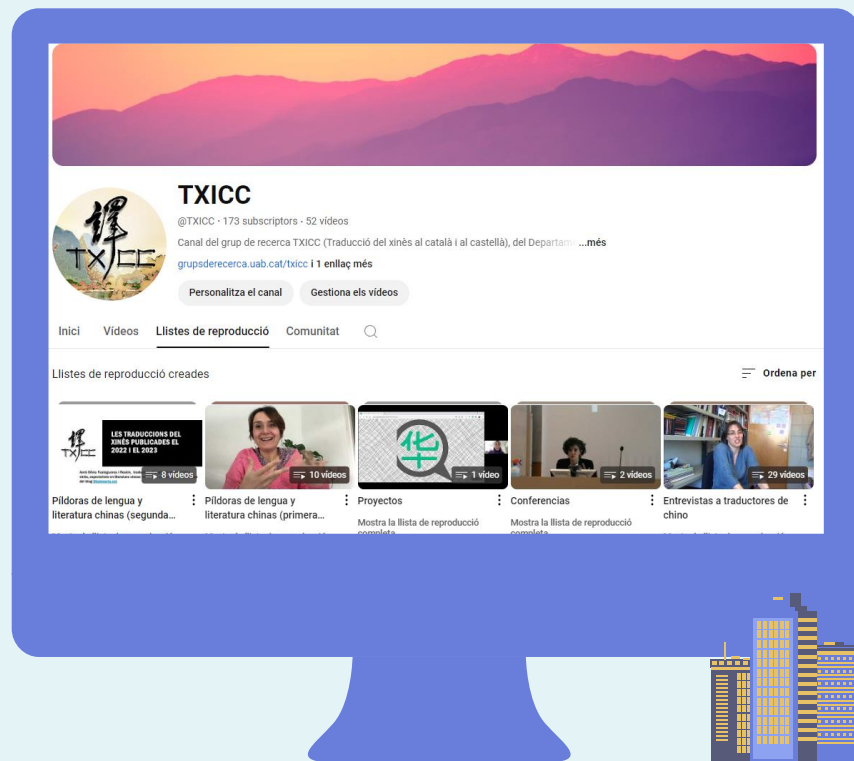 譯
TXICC
TXICC
@TXICC · 173 subscriptors · 52 vídeos
Canal del grup de recerca TXICC (Traducció del xinès al català i al castellà), del Departam ...més
grupsderecerca.uab.cat/txicc i 1 enllaç més
Personalitza el canal
Gestiona els vídeos
Inici Vídeos Llistes de reproducció Comunitat
Llistes de reproducció creades
Ordena per
譯
TXICC
LES TRADUCCIONS DEL
XINÈS PUBLICADES EL
2022 I EL 2023
8 vídeos
10 vídeos
华
1 vídeo
2 vídeos
29 vídeos
Píldoras de lengua y
literatura chinas (segunda...
Píldoras de lengua y
literatura chinas (primera...
Proyectos
Mostra la llista de reproducció
completa
Conferencias
Mostra la llista de reproducció
completa
Entrevistas a traductores de
chino